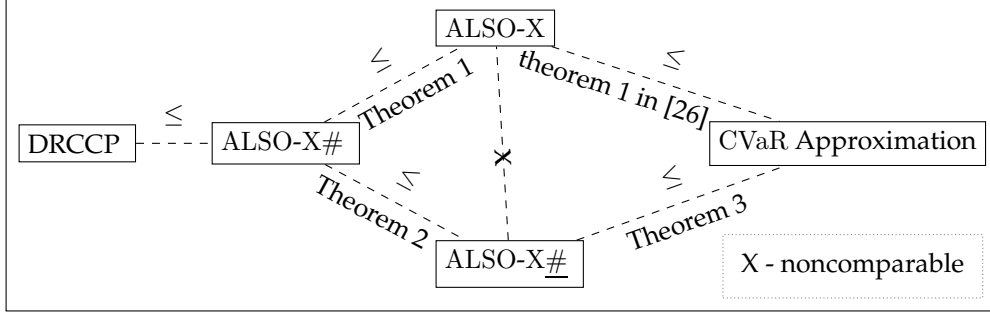 ALSO-X
≤
≤
Theorem 1
theorem 1 in [26]
≤
DRCCP
ALSO-X#
X
CVaR Approximation
≤
≤
Theorem 2
Theorem 3
ALSO-X#
X - noncomparable